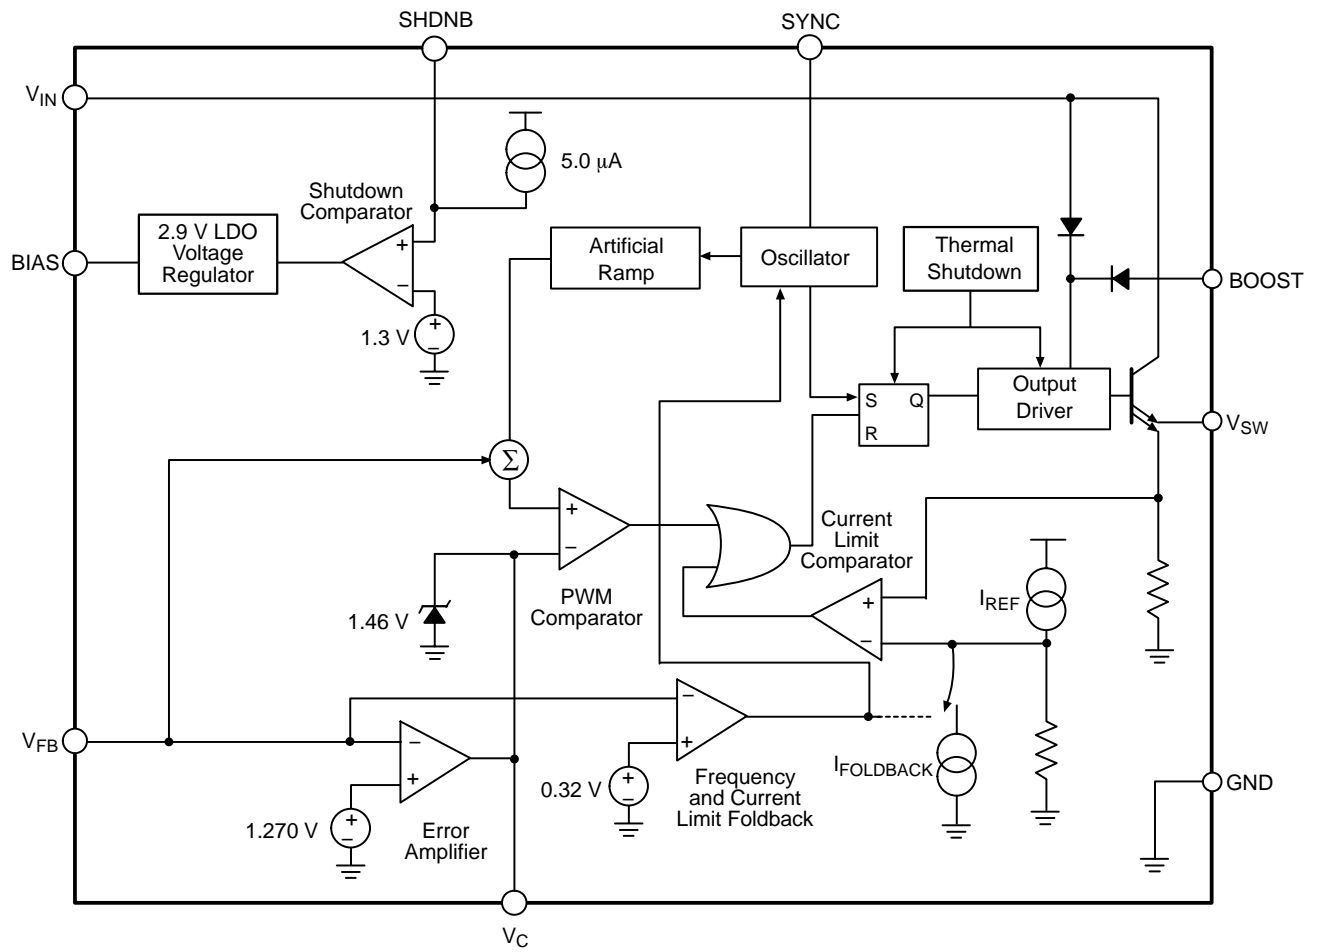 SHDNB
SYNC
VIN
5.0 μA
Shutdown
Comparator
2.9 V LDO
Voltage
Regulator
Artificial
Ramp
Oscillator
Thermal
Shutdown
BIAS
BOOST
+
−
1.3 V
+
−
S Q
R
Output
Driver
VSW
Σ
+
−
PWM
Comparator
Current
Limit
Comparator
+
−
IREF
1.46 V
VFB
−
+
−
+
0.32 V
+
−
Frequency
and Current
Limit Foldback
IFOLDBACK
GND
1.270 V
+
−
Error
Amplifier
VC